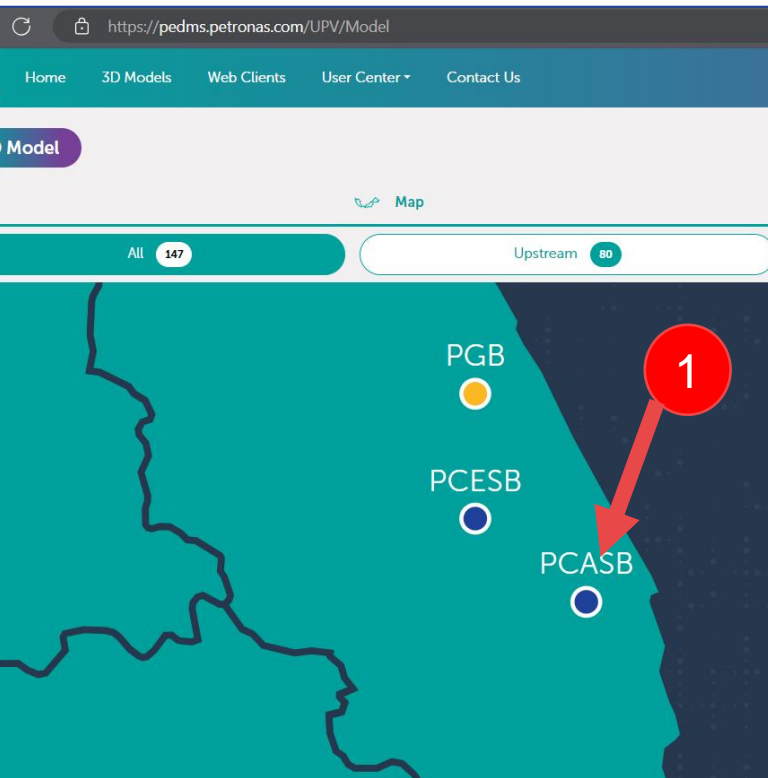 https://pedms.petronas.com/UPV/Model
Home 3D Models Web Clients User Center Contact Us
Model
Map
All 147 Upstream 80
PGB
1
PCESB
PCASB